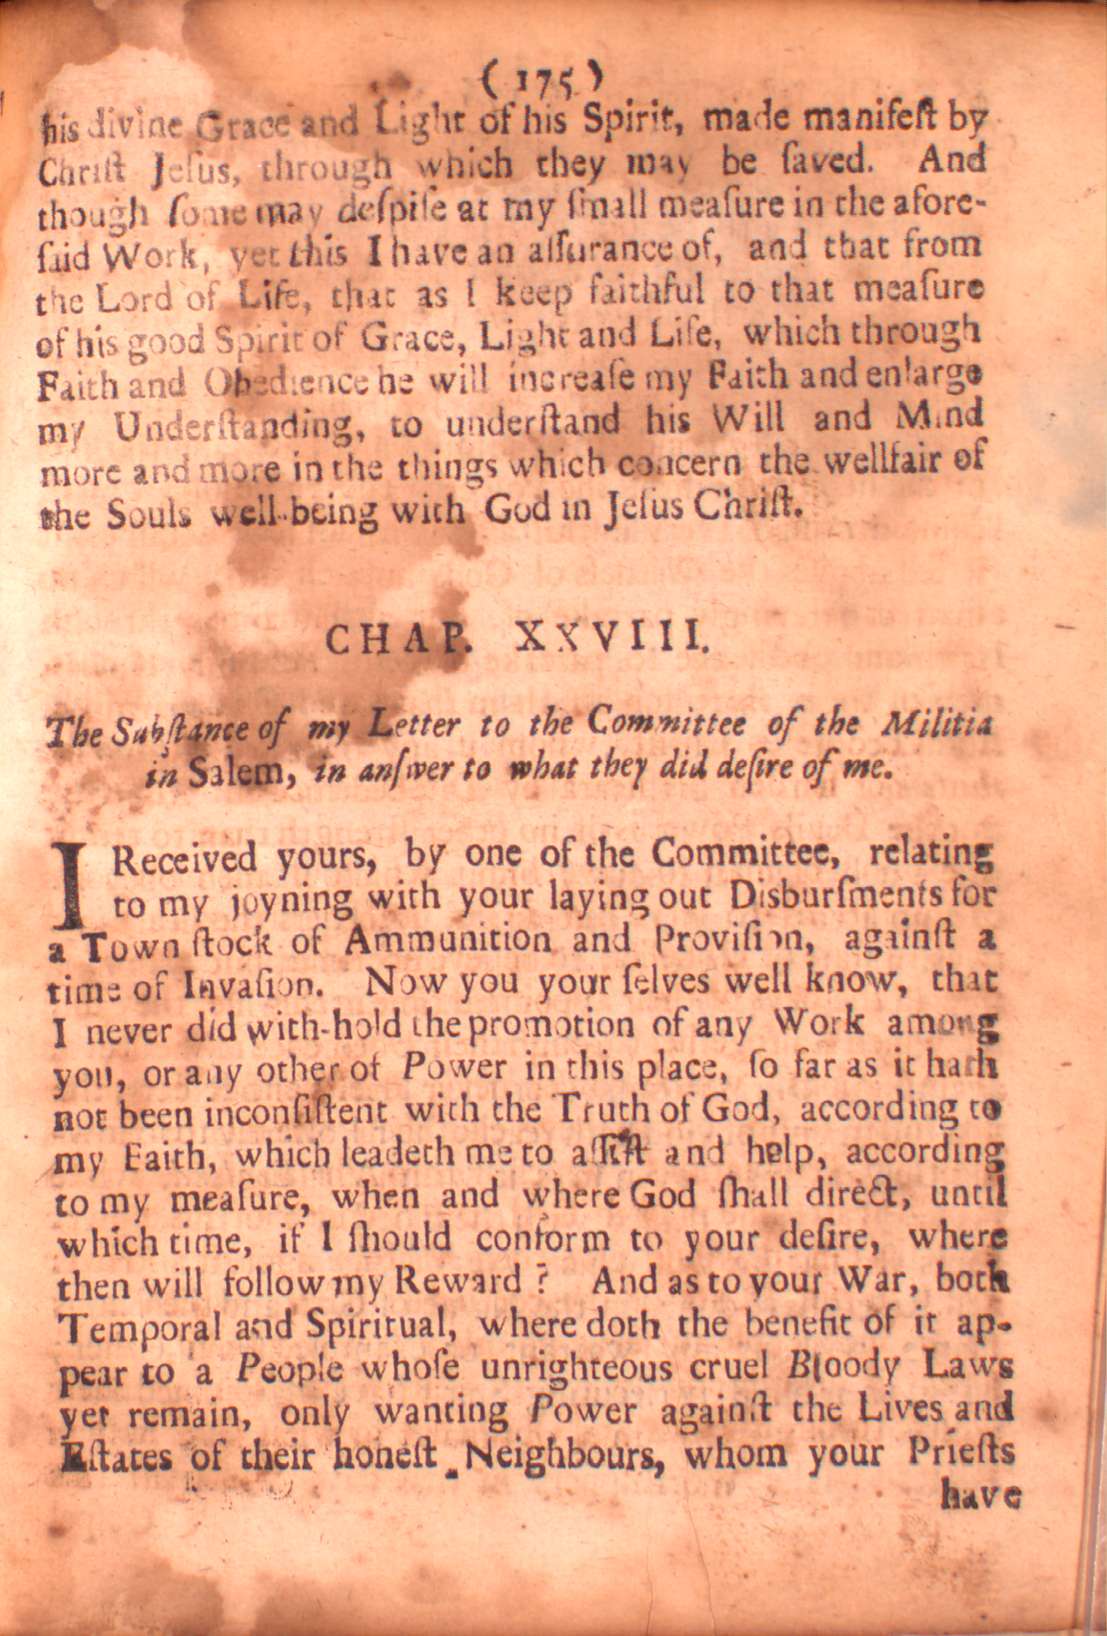 (175)
his divine Grace and Light of his Spirit, made manifeſt by
Chriſt Jeſus, through which they may be ſaved. And
though ſome may deſpiſe at my ſmall meaſure in the afore-
ſaid Work, yet this I have an aſſurance of, and that from
the Lord of Life, that as I keep faithful to that meaſure
of his good Spirit of Grace, Light and Life, which through
Faith and Obedience he will increaſe my Faith and enlarge
my Underſtanding, to underſtand his Will and Mind
more and more in the things which concern the wellfair of
the Souls well-being with God in Jeſus Chriſt.
CHAP. XXVIII.
The Subſtance of my Letter to the Committee of the Militia
in Salem, in anſwer to what they did deſire of me.
I Received yours, by one of the Committee, relating
to my joyning with your laying out Disburſments for
a Town ſtock of Ammunition and Proviſion, againſt a
time of Invaſion. Now you your ſelves well know, that
I never did with-hold the promotion of any Work among
you, or any other of Power in this place, ſo far as it hath
not been inconſiſtent with the Truth of God, according to
my Faith, which leadeth me to aſſiſt and help, according
to my meaſure, when and where God ſhall direct, until
which time, if I ſhould conform to your deſire, where
then will follow my Reward? And as to your War, both
Temporal and Spiritual, where doth the benefit of it ap-
pear to a People whoſe unrighteous cruel Bloody Laws
yet remain, only wanting Power againſt the Lives and
Eſtates of their honeſt Neighbours, whom your Prieſts
have